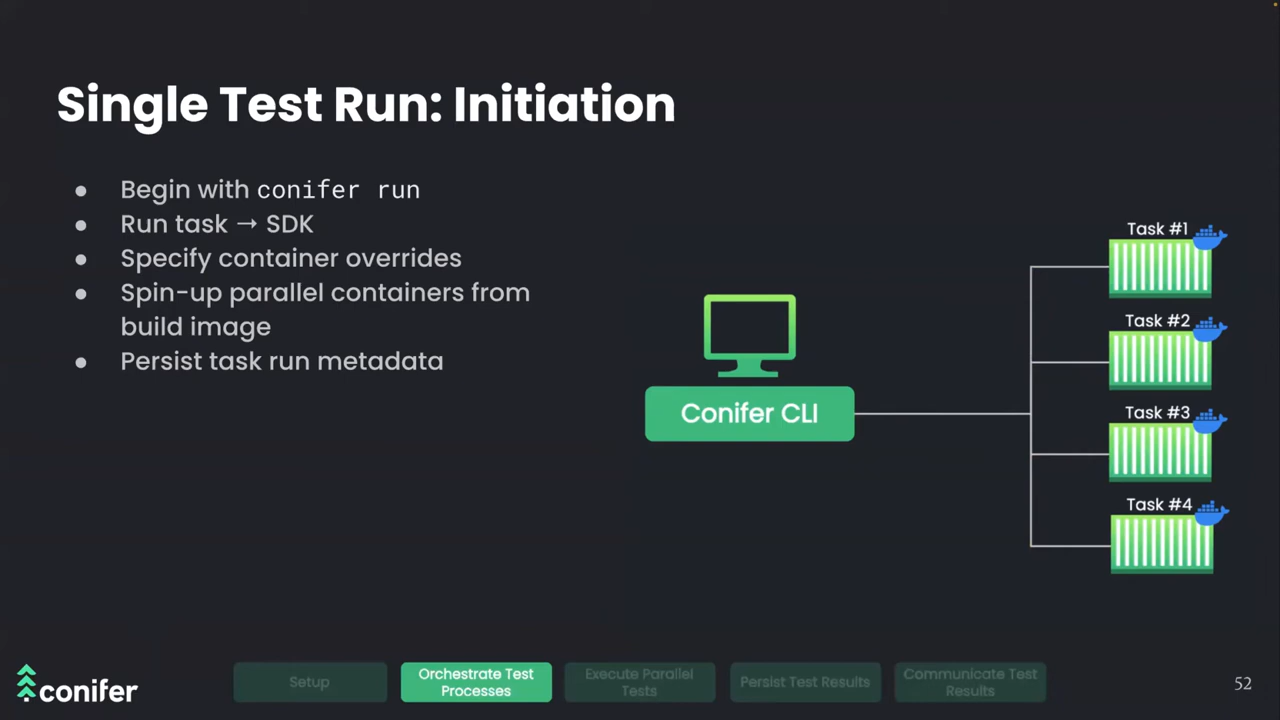 Single Test Run: Initiation
● Begin with conifer run
● Run task → SDK
● Specify container overrides
● Spin-up parallel containers from
build image
● Persist task run metadata
Conifer CLI
Task #1
Task #2
Task #3
Task #4
conifer
Setup
Orchestrate Test
Processes
Execute Parallel
Tests
Persist Test Results
Communicate Test
Results
52